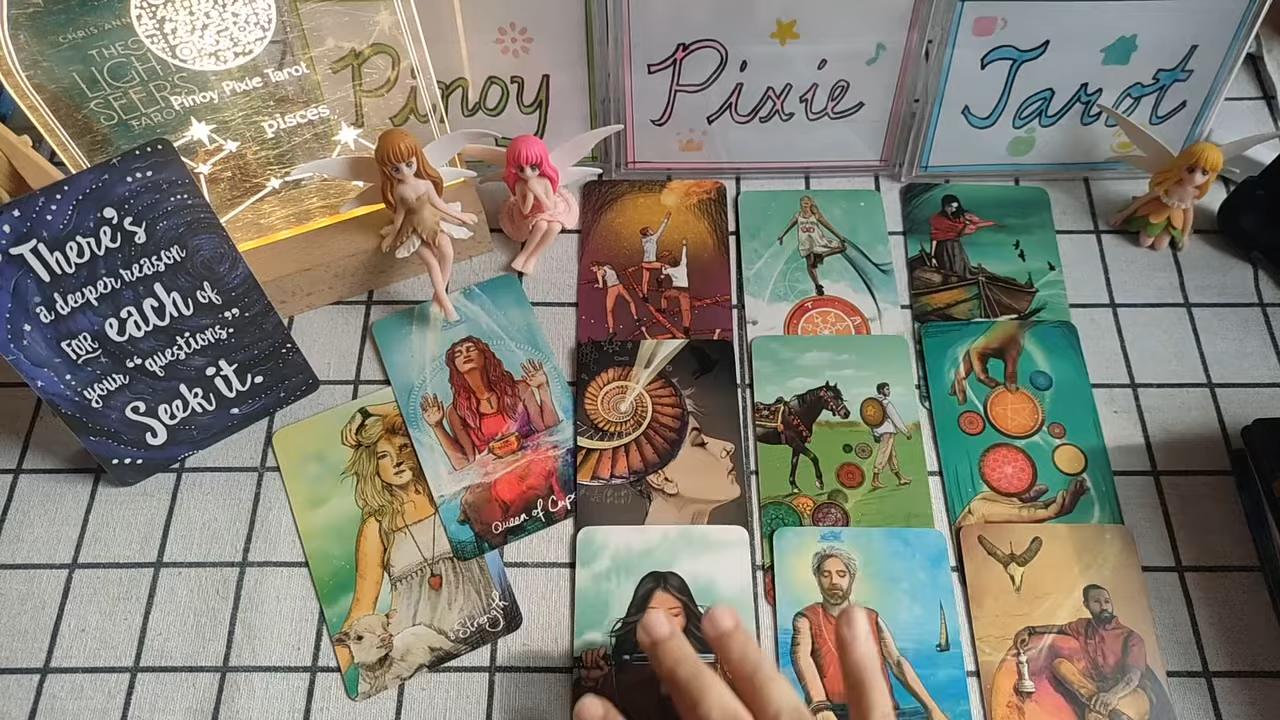 CHRIS-ANN
THE
LIGHT
SEER'S
TAROT
Pinoy Pixie Tarot
pisces
Pinoy
Pixie
Tarot
There's
a deeper reason
FOR each of
your "questions."
Seek it.
Queen of Cups
Strength